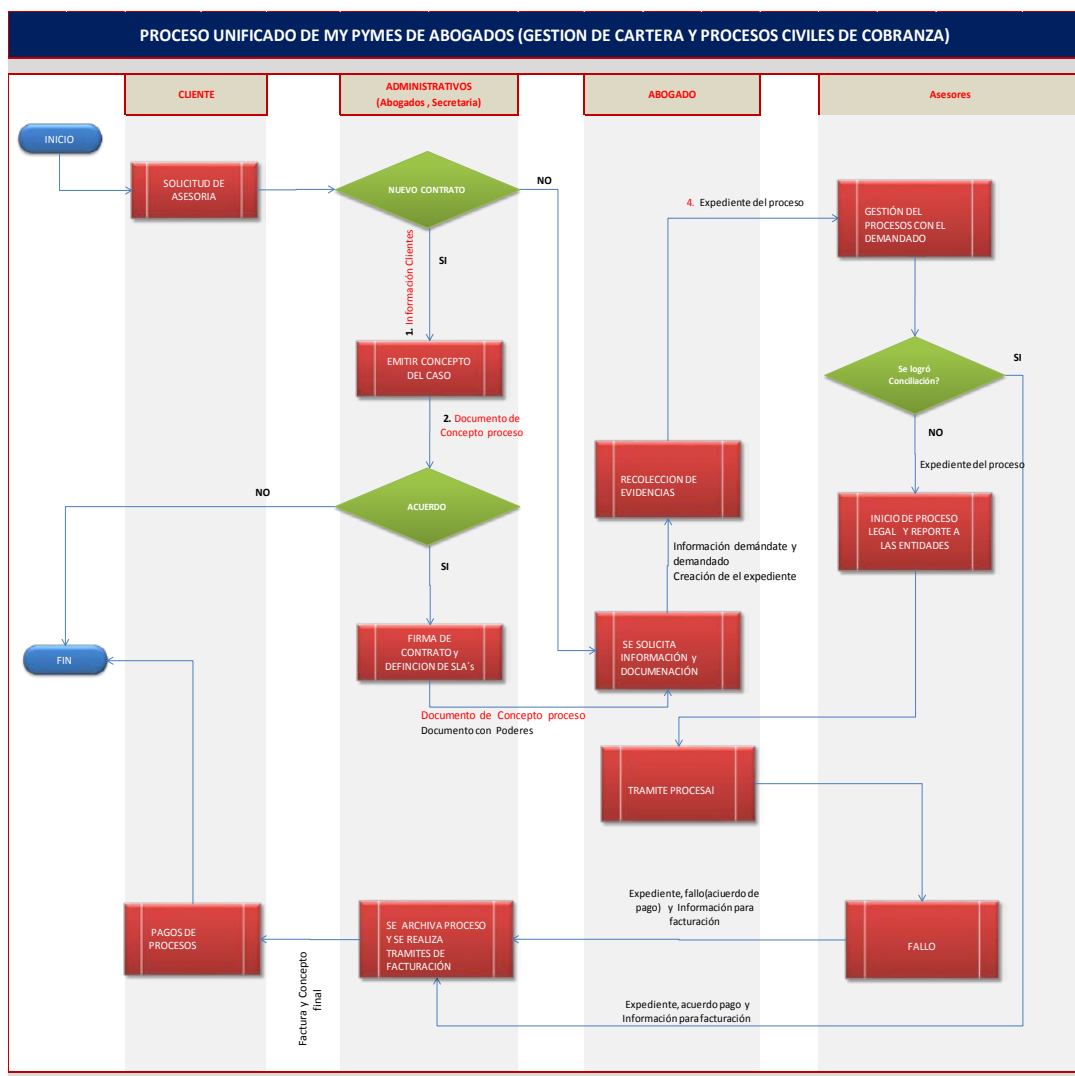 PROCESO UNIFICADO DE MY PYMES DE ABOGADOS (GESTION DE CARTERA Y PROCESOS CIVILES DE COBRANZA)
CLIENTE
ADMINISTRATIVOS
(Abogados , Secretaria)
ABOGADO
Asesores
INICIO
SOLICITUD DE
ASESORIA
NUEVO CONTRATO
NO
4. Expediente del proceso
GESTIÓN DEL
PROCESOS CON EL
DEMANDADO
1. Información Clientes
SI
EMITIR CONCEPTO
DEL CASO
Se logró
Conciliación?
SI
2. Documento de
Concepto proceso
NO
Expediente del proceso
RECOLECCION DE
EVIDENCIAS
NO
ACUERDO
INICIO DE PROCESO
LEGAL Y REPORTE A
LAS ENTIDADES
SI
Información demándate y
demandado
Creación de el expediente
FIRMA DE
CONTRATO y
DEFINCION DE SLA´s
SE SOLICITA
INFORMACIÓN y
DOCUMENACIÓN
FIN
Documento de Concepto proceso
Documento con Poderes
TRAMITE PROCESAl
Expediente, fallo(aciuerdo de
pago) y Información para
facturación
PAGOS DE
PROCESOS
SE ARCHIVA PROCESO
Y SE REALIZA
TRAMITES DE
FACTURACIÓN
FALLO
Factura y Concepto
final
Expediente, acuerdo pago y
Información para facturación